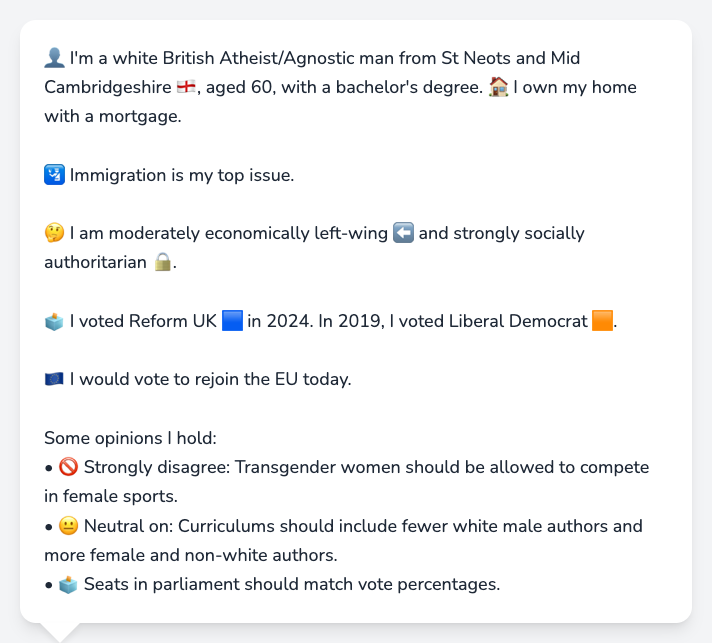 👤 I'm a white British Atheist/Agnostic man from St Neots and Mid
Cambridgeshire 🏴󠁧󠁢󠁥󠁮󠁧󠁿, aged 60, with a bachelor's degree. 🏠 I own my home
with a mortgage.
🛂 Immigration is my top issue.
🤔 I am moderately economically left-wing ⬅️ and strongly socially
authoritarian 🔒.
🗳️ I voted Reform UK 🟦 in 2024. In 2019, I voted Liberal Democrat 🟧.
🇪🇺 I would vote to rejoin the EU today.
Some opinions I hold:
• 🚫 Strongly disagree: Transgender women should be allowed to compete
in female sports.
• 😐 Neutral on: Curriculums should include fewer white male authors and
more female and non-white authors.
• 🗳️ Seats in parliament should match vote percentages.